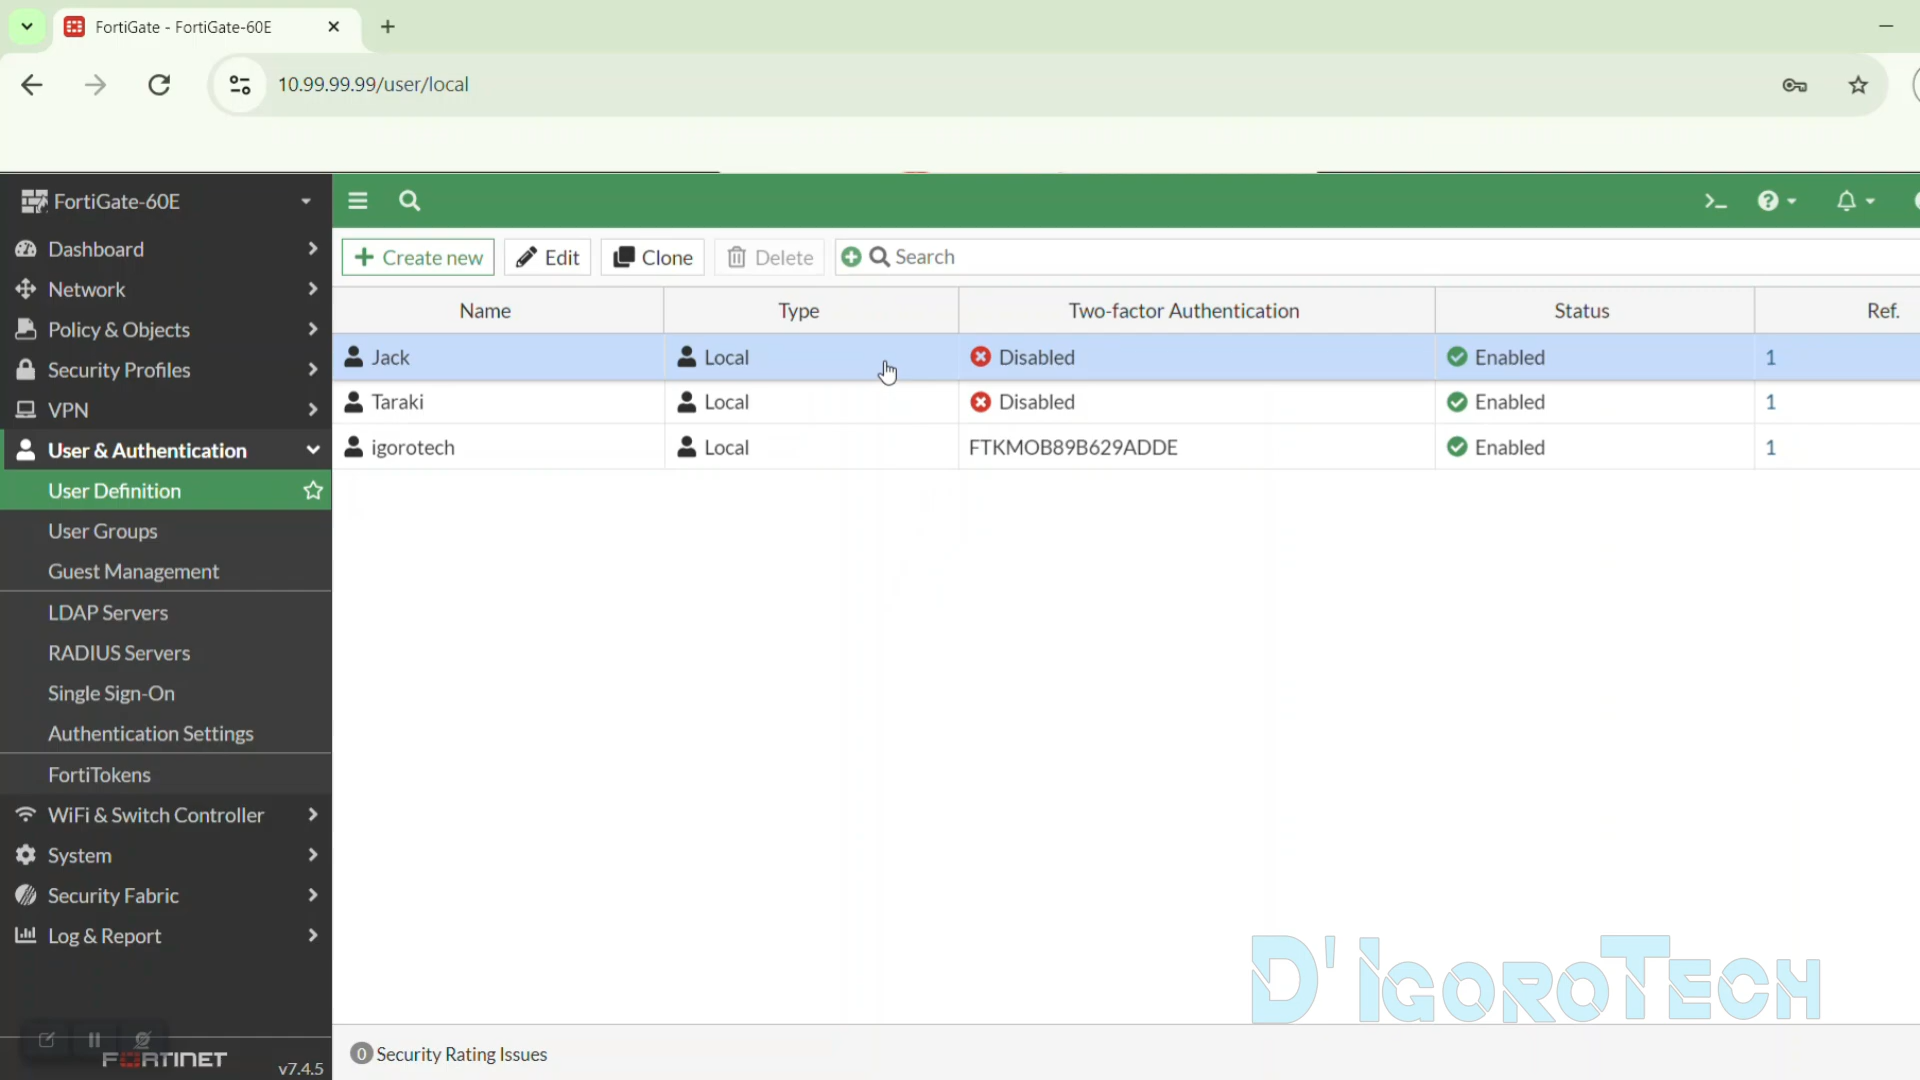 FortiGate - FortiGate-60E
10.99.99.99/user/local
FortiGate-60E
Dashboard
Network
Policy & Objects
Security Profiles
VPN
User & Authentication
User Definition
User Groups
Guest Management
LDAP Servers
RADIUS Servers
Single Sign-On
Authentication Settings
FortiTokens
WiFi & Switch Controller
System
Security Fabric
Log & Report
FORTINET
v7.4.5
Create new Edit Clone Delete Search
Name Type Two-factor Authentication Status Ref.
Jack Local Disabled Enabled 1
Taraki Local Disabled Enabled 1
igorotech Local FTKMOB89B629ADDE Enabled 1
D'IgoroTech
0 Security Rating Issues